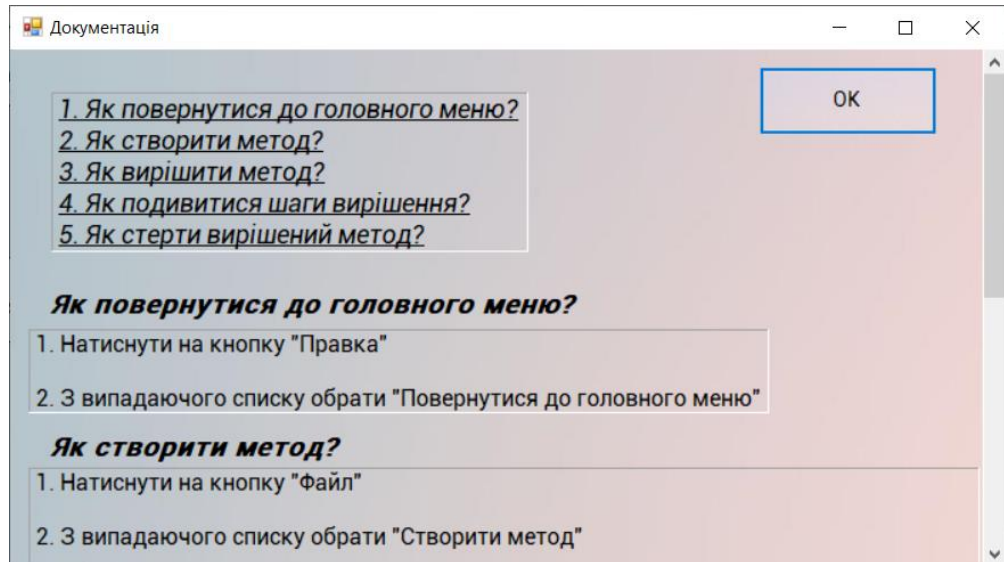 Документація
OK
1. Як повернутися до головного меню?
2. Як створити метод?
3. Як вирішити метод?
4. Як подивитися шаги вирішення?
5. Як стерти вирішений метод?
Як повернутися до головного меню?
1. Натиснути на кнопку "Правка"
2. З випадаючого списку обрати "Повернутися до головного меню"
Як створити метод?
1. Натиснути на кнопку "Файл"
2. З випадаючого списку обрати "Створити метод"